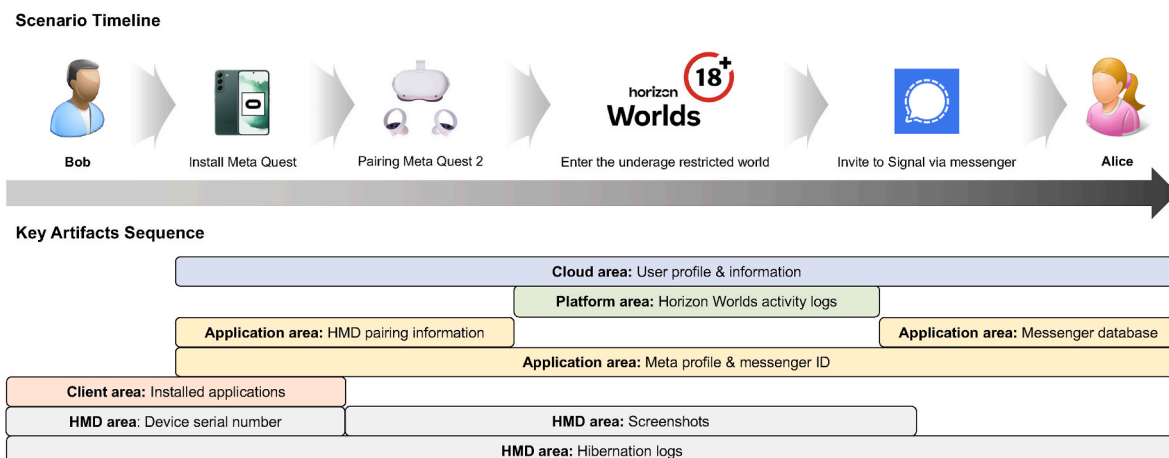 Scenario Timeline
18+
horizon
Worlds
Bob
Install Meta Quest
Pairing Meta Quest 2
Enter the underage restricted world
Invite to Signal via messenger
Alice
Key Artifacts Sequence
Cloud area: User profile & information
Platform area: Horizon Worlds activity logs
Application area: HMD pairing information
Application area: Messenger database
Application area: Meta profile & messenger ID
Client area: Installed applications
HMD area: Device serial number
HMD area: Screenshots
HMD area: Hibernation logs